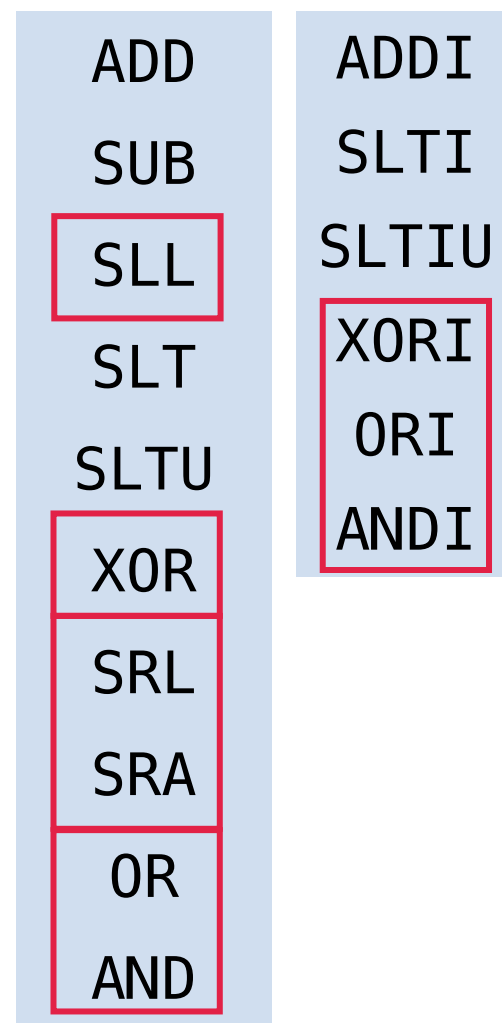 ADD
SUB
SLL
SLT
SLTU
XOR
SRL
SRA
OR
AND
ADDI
SLTI
SLTIU
XORI
ORI
ANDI